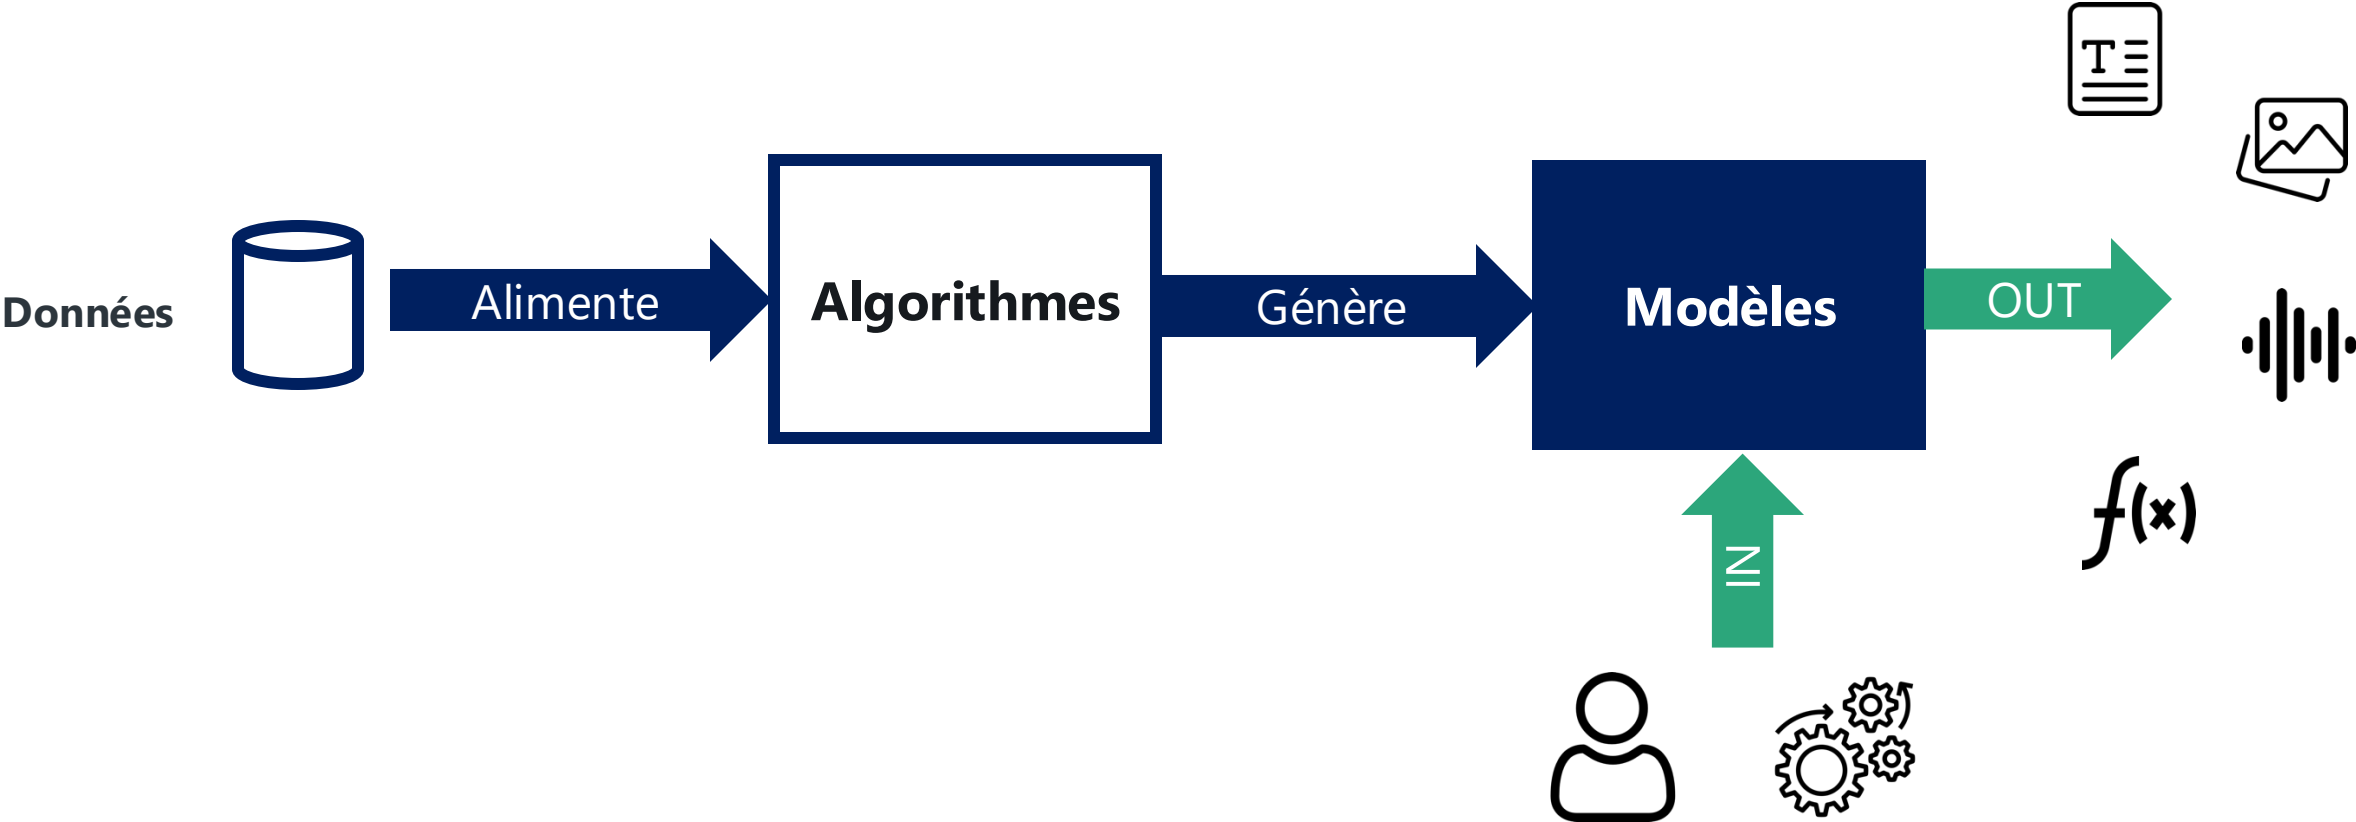 Données
Alimente
Algorithmes
Génère
Modèles
OUT
IN
T
f(x)